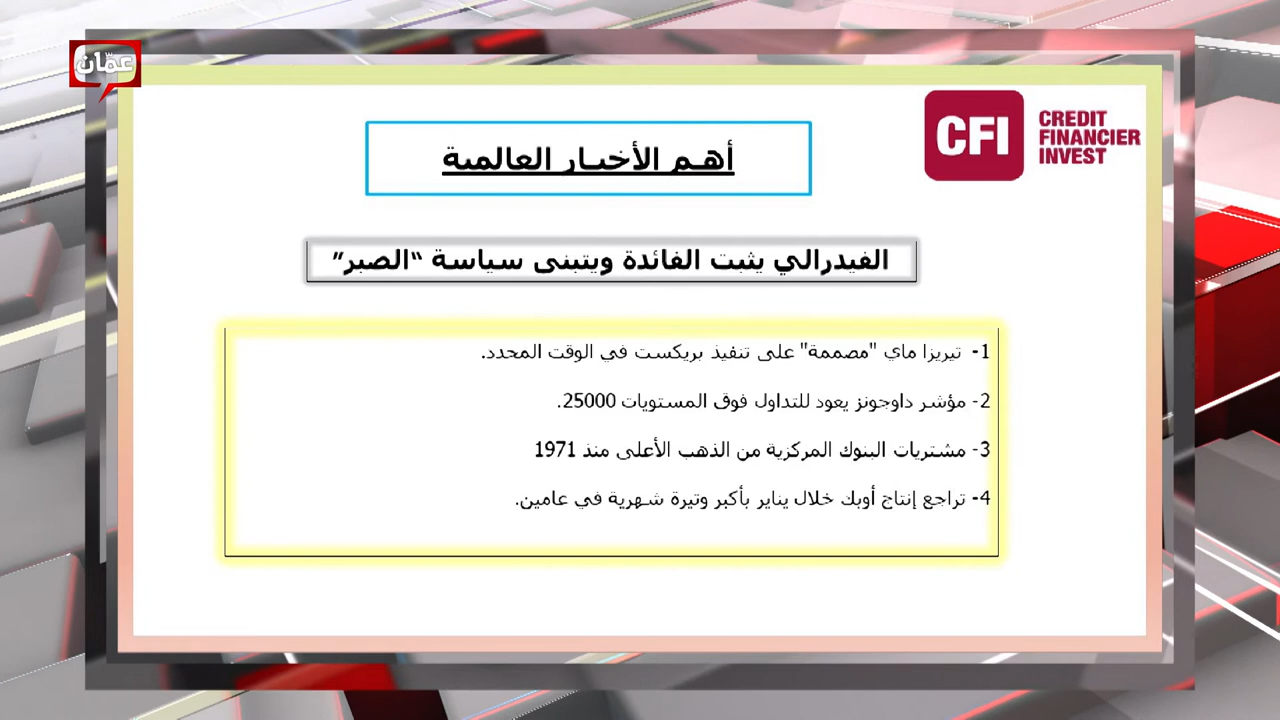 عمّان
CFI
CREDIT
FINANCIER
INVEST
أهـم الأخبـار العالمية
الفيدرالي يثبت الفائدة ويتبنى سياسة “الصبر”
1- تيريزا ماي "مصممة" على تنفيذ بريكست في الوقت المحدد.
2- مؤشر داوجونز يعود للتداول فوق المستويات 25000.
3- مشتريات البنوك المركزية من الذهب الأعلى منذ 1971
4- تراجع إنتاج أوبك خلال يناير بأكبر وتيرة شهرية في عامين.